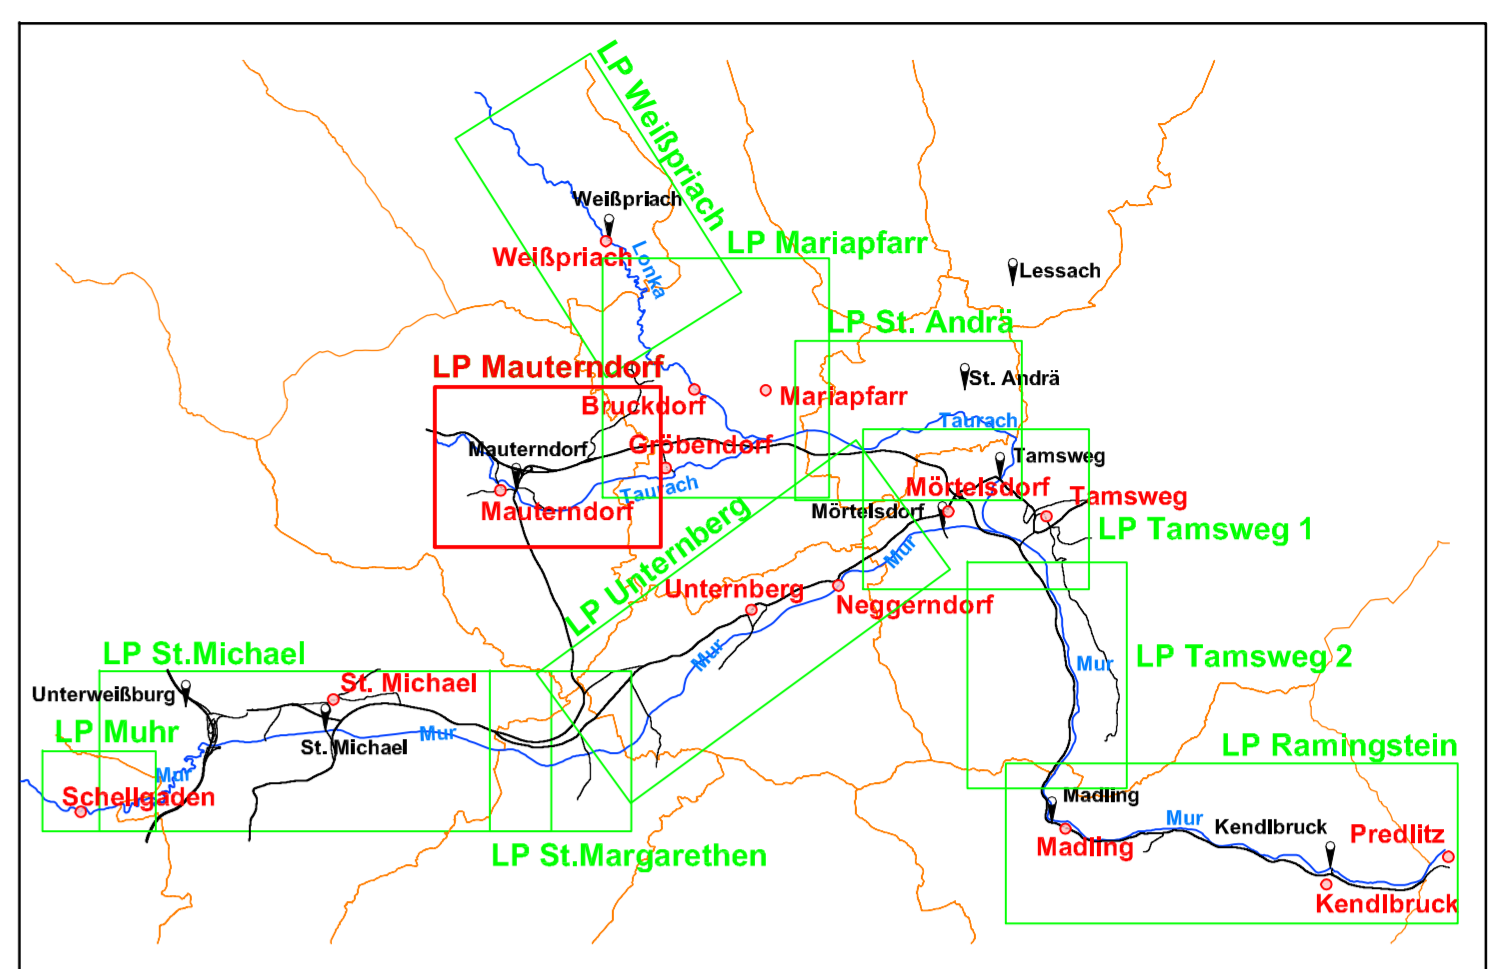 LP Weißpriach
Weißpriach
Weißpriach
Lonka
LP Mariapfarr
Lessach
LP St. Andrä
LP Mauterndorf
St. Andrä
Bruckdorf
Mariapfarr
Taurach
Mauterndorf
Gröbendorf
Tamsweg
Taurach
Mörtelsdorf
Tamsweg
Mauterndorf
Mörtelsdorf
LP Tamsweg 1
LP Unternberg
Mur
Unternberg
Neggerndorf
LP St.Michael
Mur
Mur
LP Tamsweg 2
Unterweißburg
St. Michael
LP Muhr
Mur
St. Michael
LP Ramingstein
Mur
Schellgaden
Madling
Mur
Kendlbruck
Predlitz
Madling
LP St.Margarethen
Kendlbruck